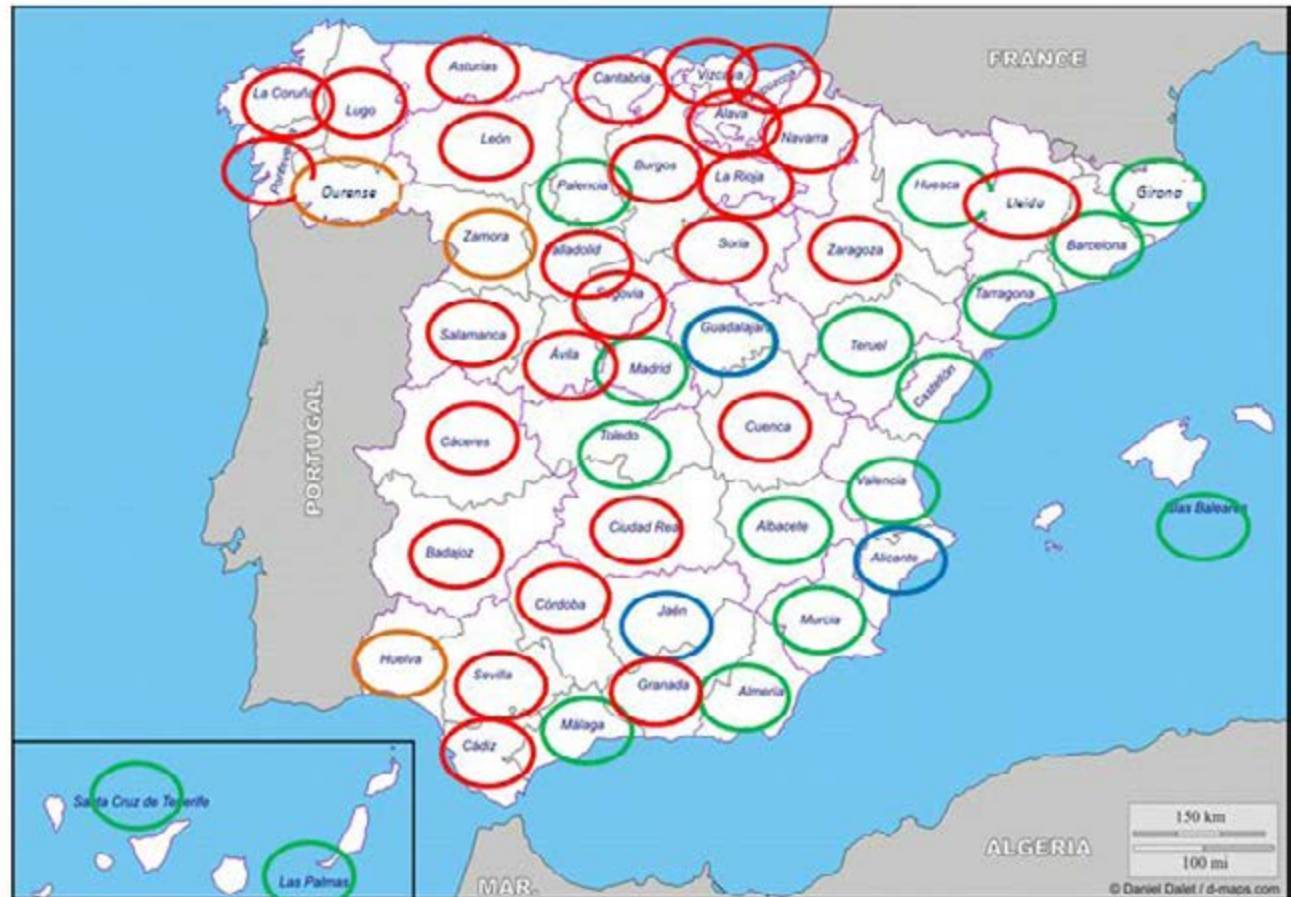 FRANCE
Asturias
Vizcaya
Cantabria
La Coruña
Lugo
Álava
León
Navarra
Burgos
La Rioja
Palencia
Huesca
Ourense
Girona
Lleida
Zamora
Soria
Zaragoza
Barcelona
Segovia
Tarragona
Guadalajara
Salamanca
Ávila
Madrid
Teruel
Castellón
PORTUGAL
Cáceres
Toledo
Cuenca
Valencia
Islas Baleares
Ciudad Rea
Albacete
Badajoz
Alicante
Córdoba
Jaén
Murcia
Huelva
Sevilla
Granada
Almería
Málaga
Cádiz
Santa Cruz de Tenerife
Las Palmas
MAR.
ALGERIA
150 km
100 mi
© Daniel Dalet / d-maps.com